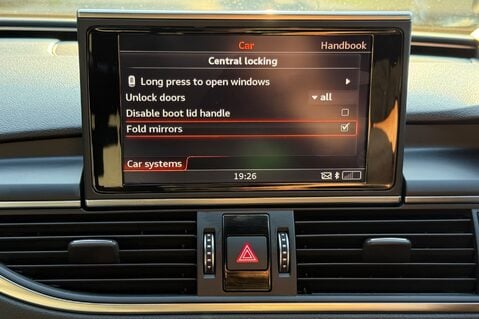 Car Handbook
Central locking
Long press to open windows
Unlock doors all
Disable boot lid handle
Fold mirrors
Car systems
19:26